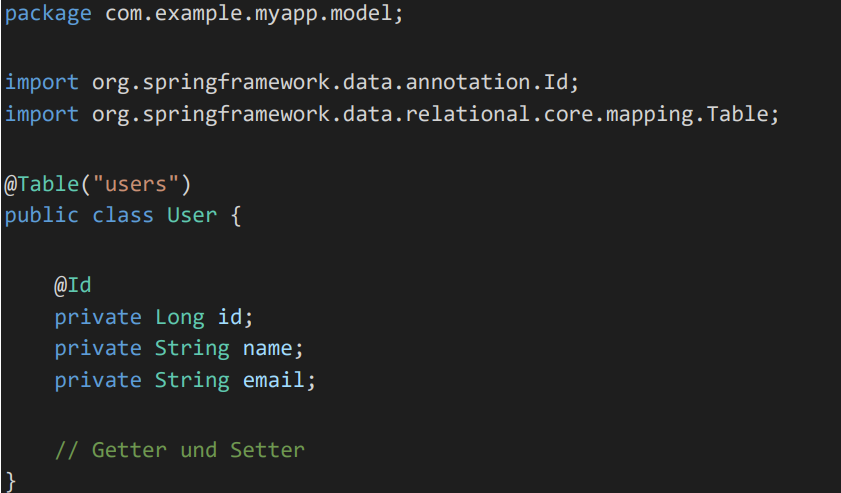 package com.example.myapp.model;
import org.springframework.data.annotation.Id;
import org.springframework.data.relational.core.mapping.Table;
@Table("users")
public class User {
@Id
private Long id;
private String name;
private String email;
// Getter und Setter
}